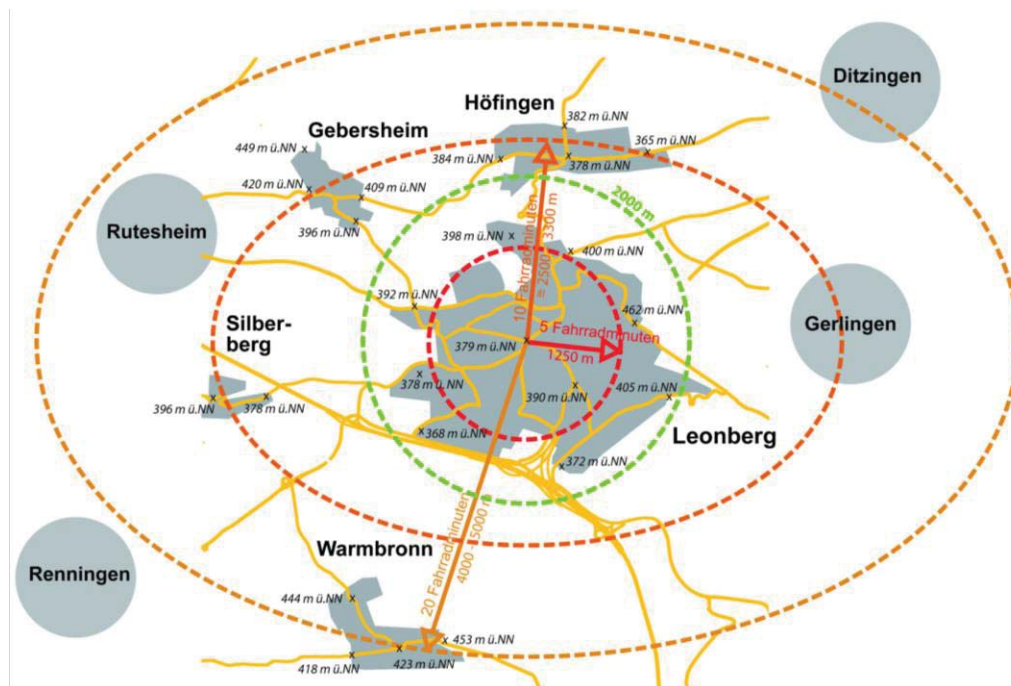 Ditzingen
Höfingen
382 m ü.NN
Gebersheim
365 m ü.NN
449 m ü.NN
384 m ü.NN
378 m ü.NN
420 m ü.NN
409 m ü.NN
2000 m
Rutesheim
396 m ü.NN
398 m ü.NN
400 m ü.NN
10 Fahrradminuten
≅ 2500 - 3300 m
392 m ü.NN
462 m ü.NN
Silber-
berg
Gerlingen
5 Fahrradminuten
379 m ü.NN
1250 m
378 m ü.NN
390 m ü.NN
405 m ü.NN
396 m ü.NN
378 m ü.NN
368 m ü.NN
Leonberg
372 m ü.NN
Warmbronn
20 Fahrradminuten
4000 - 5000 m
Renningen
444 m ü.NN
453 m ü.NN
418 m ü.NN
423 m ü.NN